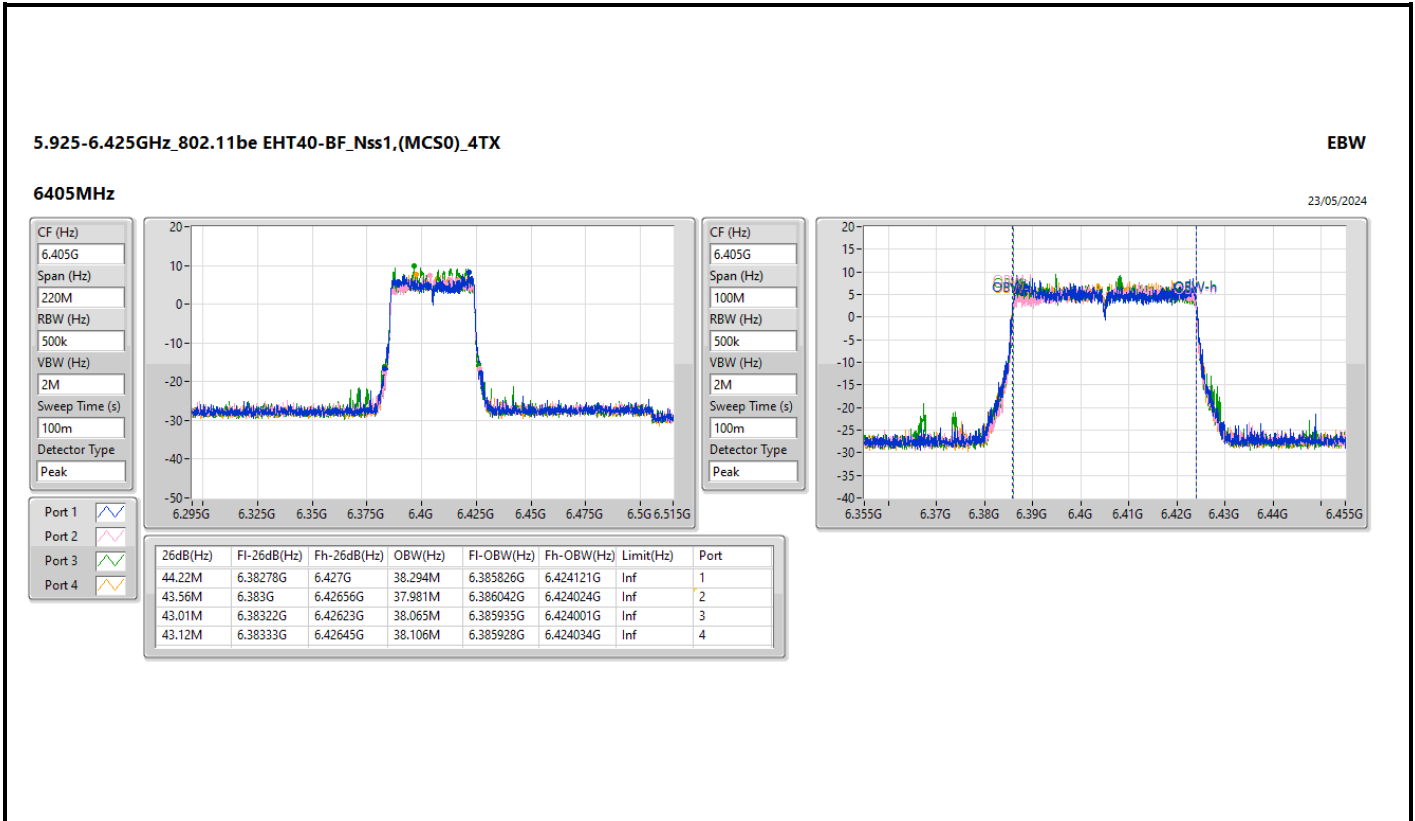 5.925-6.425GHz_802.11be EHT40-BF_Nss1,(MCS0)_4TX
EBW
6405MHz
23/05/2024
CF (Hz)
6.405G
Span (Hz)
220M
RBW (Hz)
500k
VBW (Hz)
2M
Sweep Time (s)
100m
Detector Type
Peak
20
10
0
-10
-20
-30
-40
-50
6.295G 6.325G 6.35G 6.375G 6.4G 6.425G 6.45G 6.475G 6.5G 6.515G
CF (Hz)
6.405G
Span (Hz)
100M
RBW (Hz)
500k
VBW (Hz)
2M
Sweep Time (s)
100m
Detector Type
Peak
20
15
10
5
0
-5
-10
-15
-20
-25
-30
-35
-40
OBW-h
6.355G 6.37G 6.38G 6.39G 6.4G 6.41G 6.42G 6.43G 6.44G 6.455G
Port 1
Port 2
Port 3
Port 4
26dB(Hz) Fl-26dB(Hz) Fh-26dB(Hz) OBW(Hz) Fl-OBW(Hz) Fh-OBW(Hz) Limit(Hz) Port
44.22M 6.38278G 6.427G 38.294M 6.385826G 6.424121G Inf 1
43.56M 6.383G 6.42656G 37.981M 6.386042G 6.424024G Inf 2
43.01M 6.38322G 6.42623G 38.065M 6.385935G 6.424001G Inf 3
43.12M 6.38333G 6.42645G 38.106M 6.385928G 6.424034G Inf 4